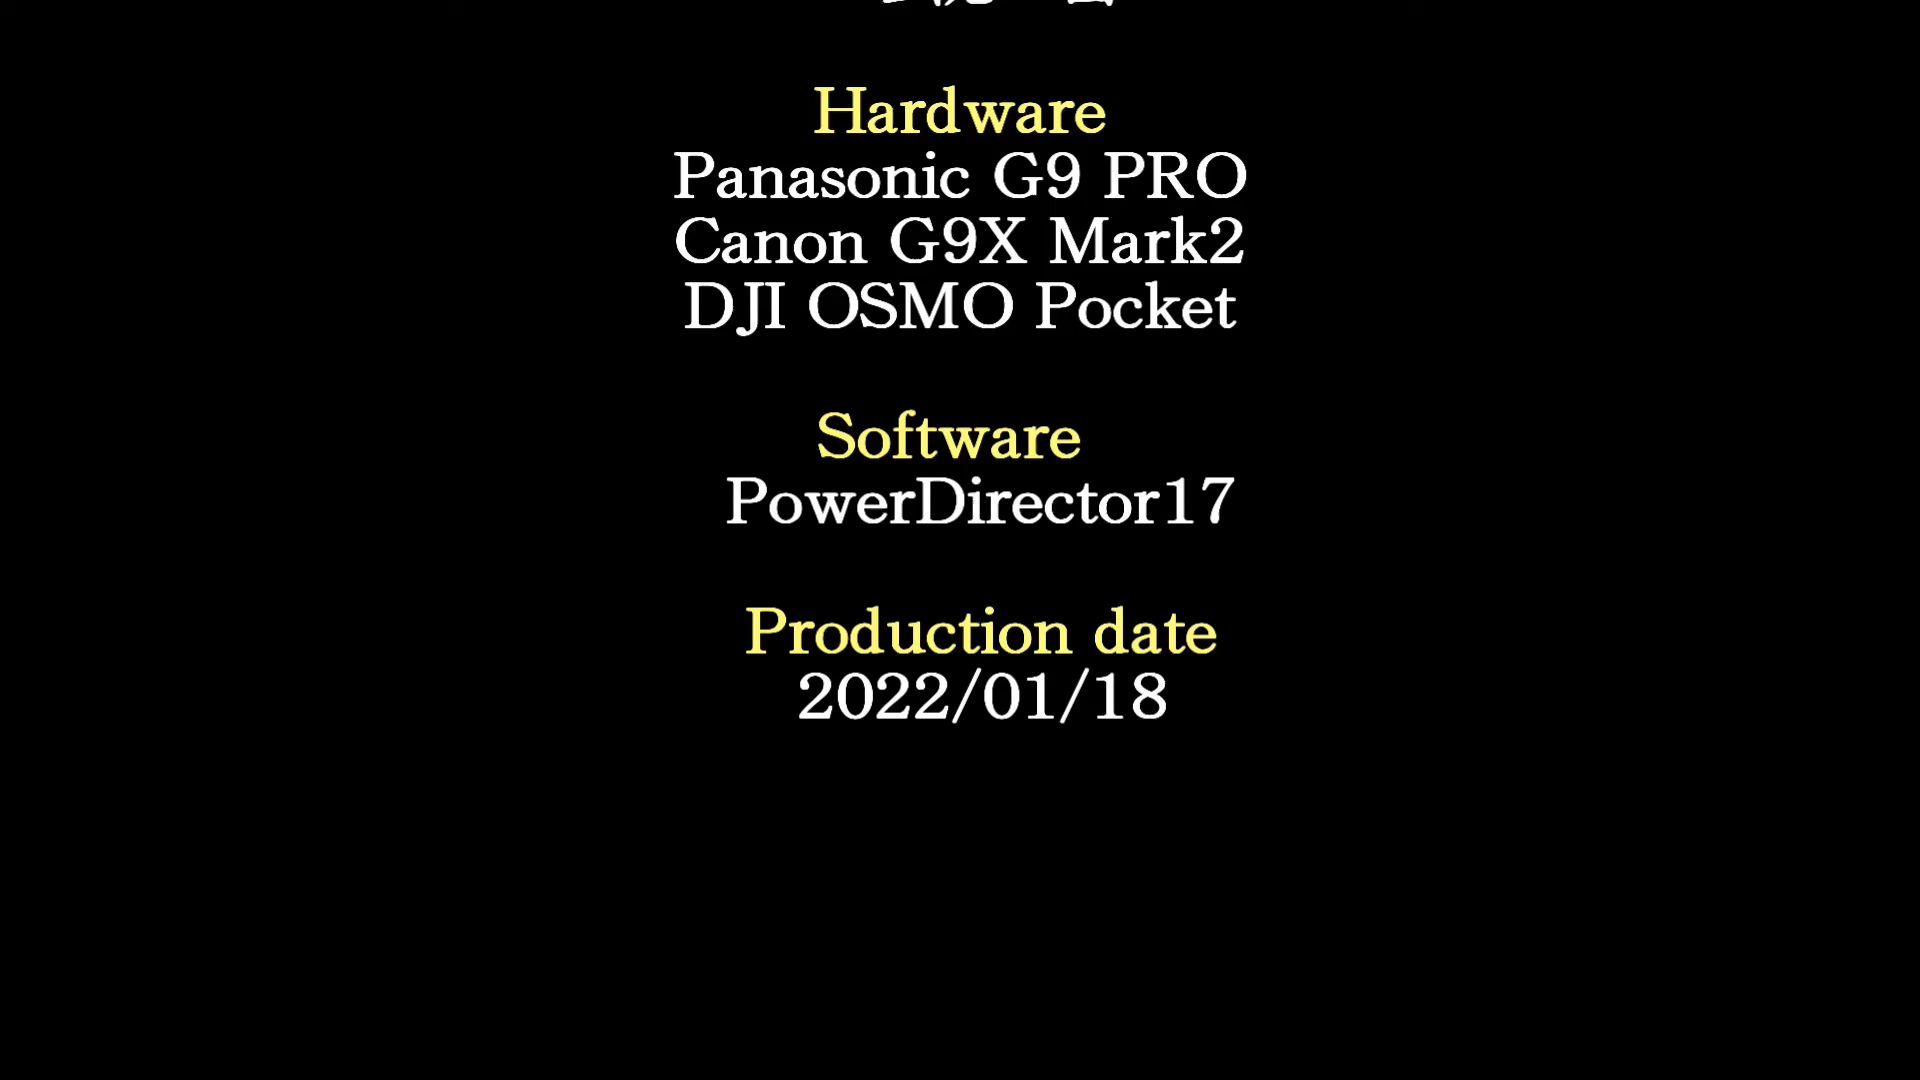 Hardware
Panasonic G9 PRO
Canon G9X Mark2
DJI OSMO Pocket
Software
PowerDirector17
Production date
2022/01/18